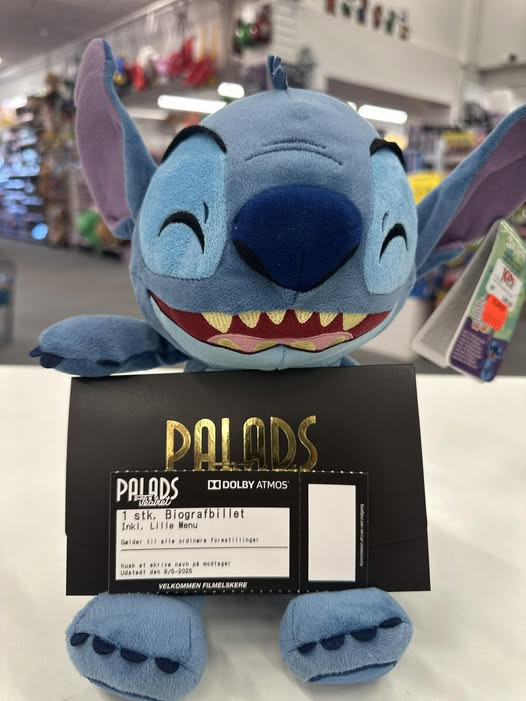 PALADS
PALADS
Teatret
DOLBY ATMOS
1 stk. Biografbillet
Inkl. Lille Menu
Gælder til alle ordinære forestillinger
husk at skrive navn på modtager
Udstedt den 9/5-2025
VELKOMMEN FILMELSKERE